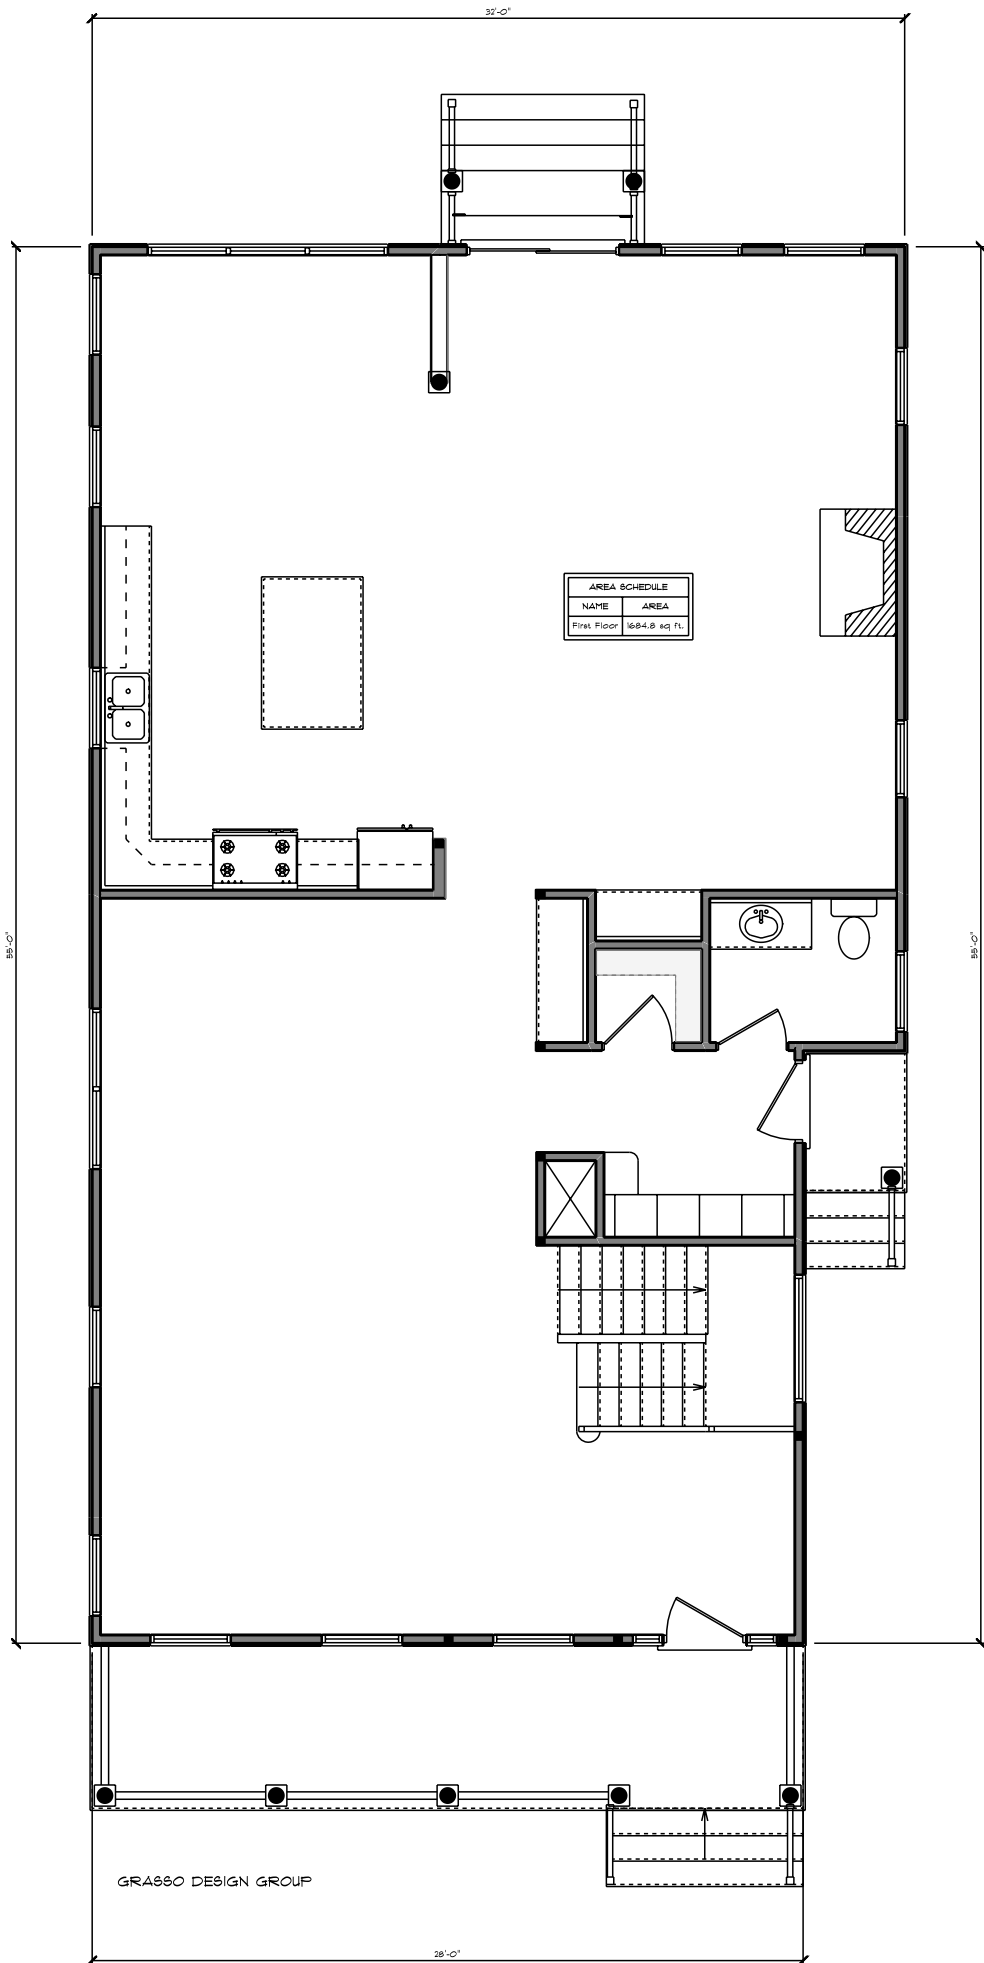 32'-0"
AREA SCHEDULE
NAME AREA
First Floor 1684.8 sq ft.
55'-0"
55'-0"
GRASSO DESIGN GROUP
28'-0"